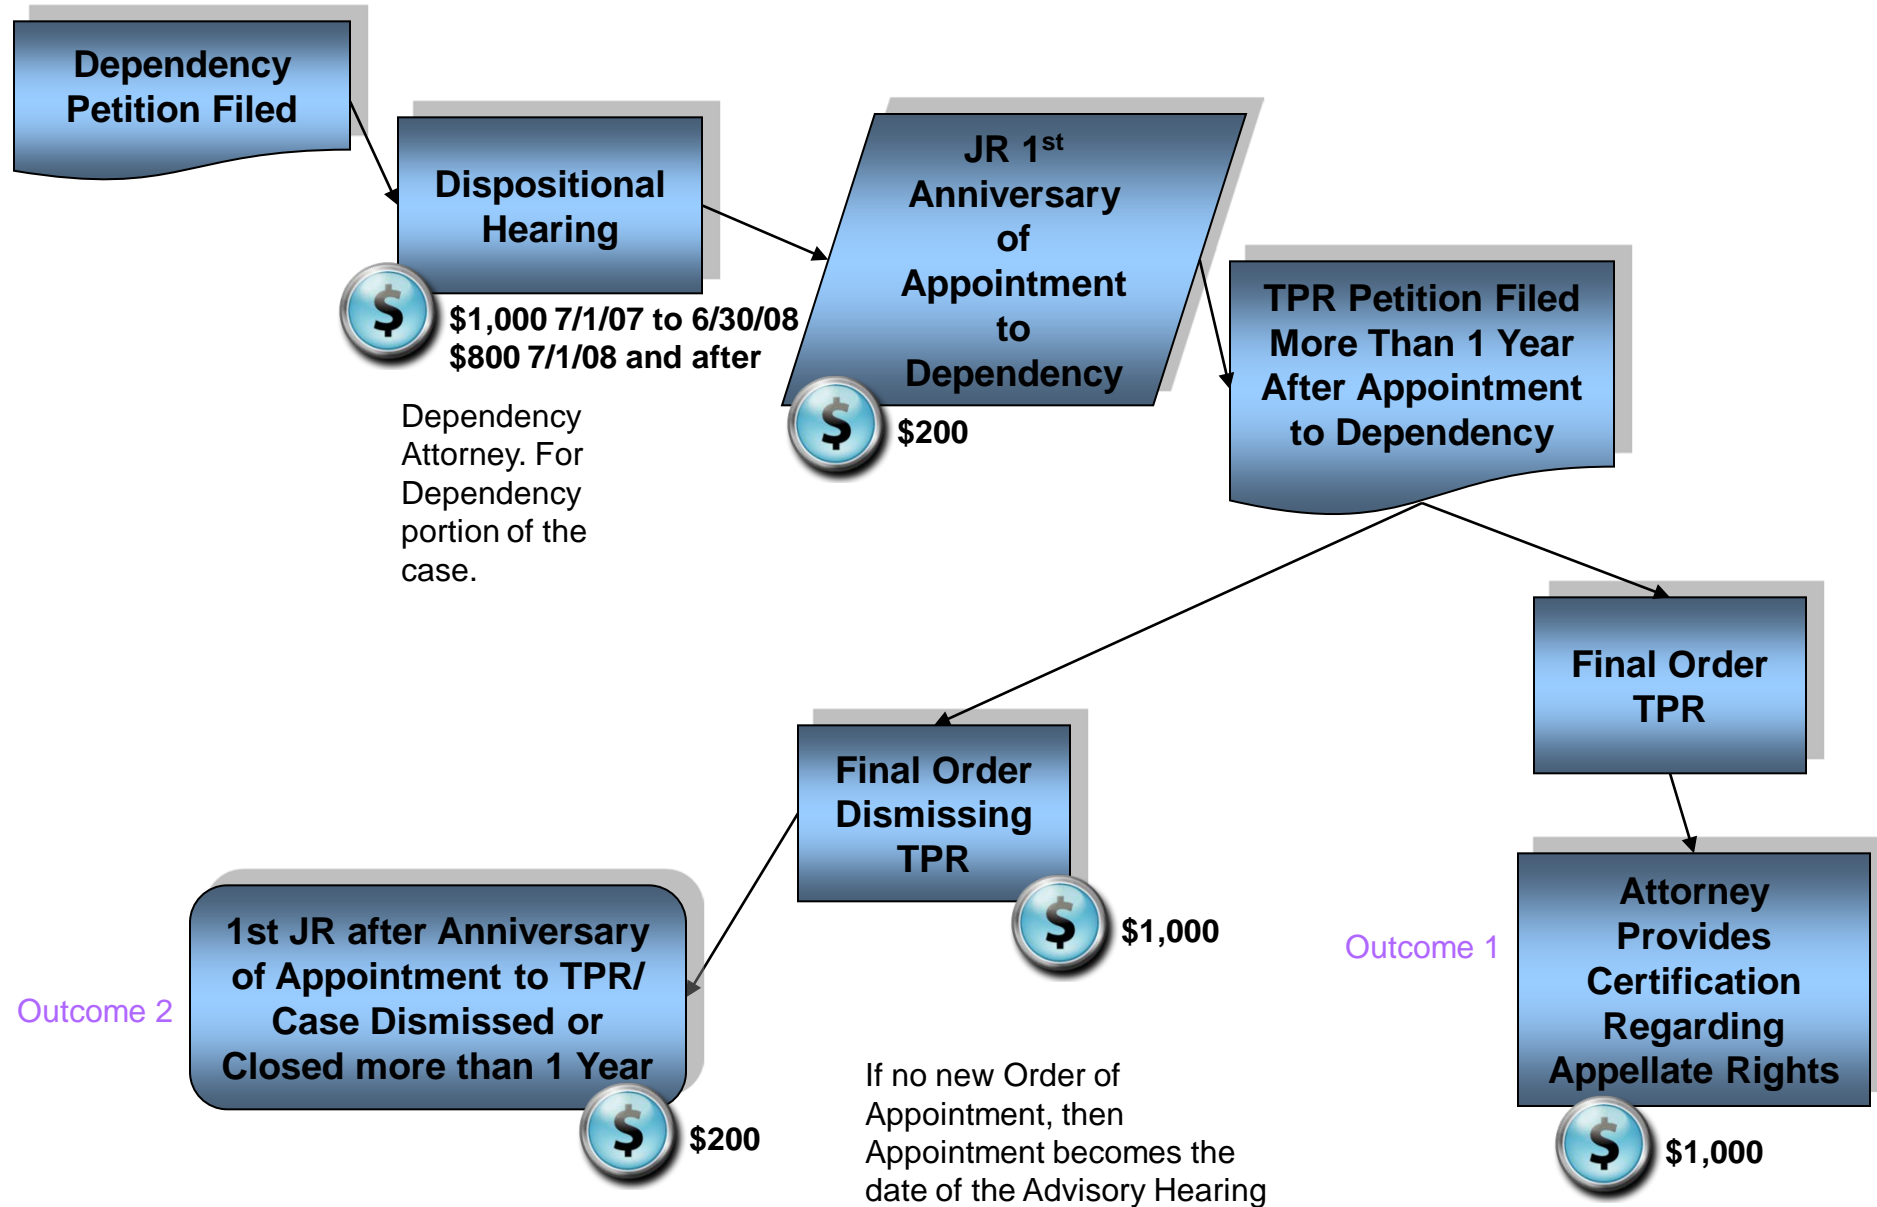 Dependency
Petition Filed
Dispositional
Hearing
$
$1,000 7/1/07 to 6/30/08
$800 7/1/08 and after
Dependency
Attorney. For
Dependency
portion of the
case.
JR 1st
Anniversary
of
Appointment
to
Dependency
$
$200
TPR Petition Filed
More Than 1 Year
After Appointment
to Dependency
Final Order
TPR
Final Order
Dismissing
TPR
$
$1,000
Outcome 1
Attorney
Provides
Certification
Regarding
Appellate Rights
$
$1,000
Outcome 2
1st JR after Anniversary
of Appointment to TPR/
Case Dismissed or
Closed more than 1 Year
$
$200
If no new Order of
Appointment, then
Appointment becomes the
date of the Advisory Hearing